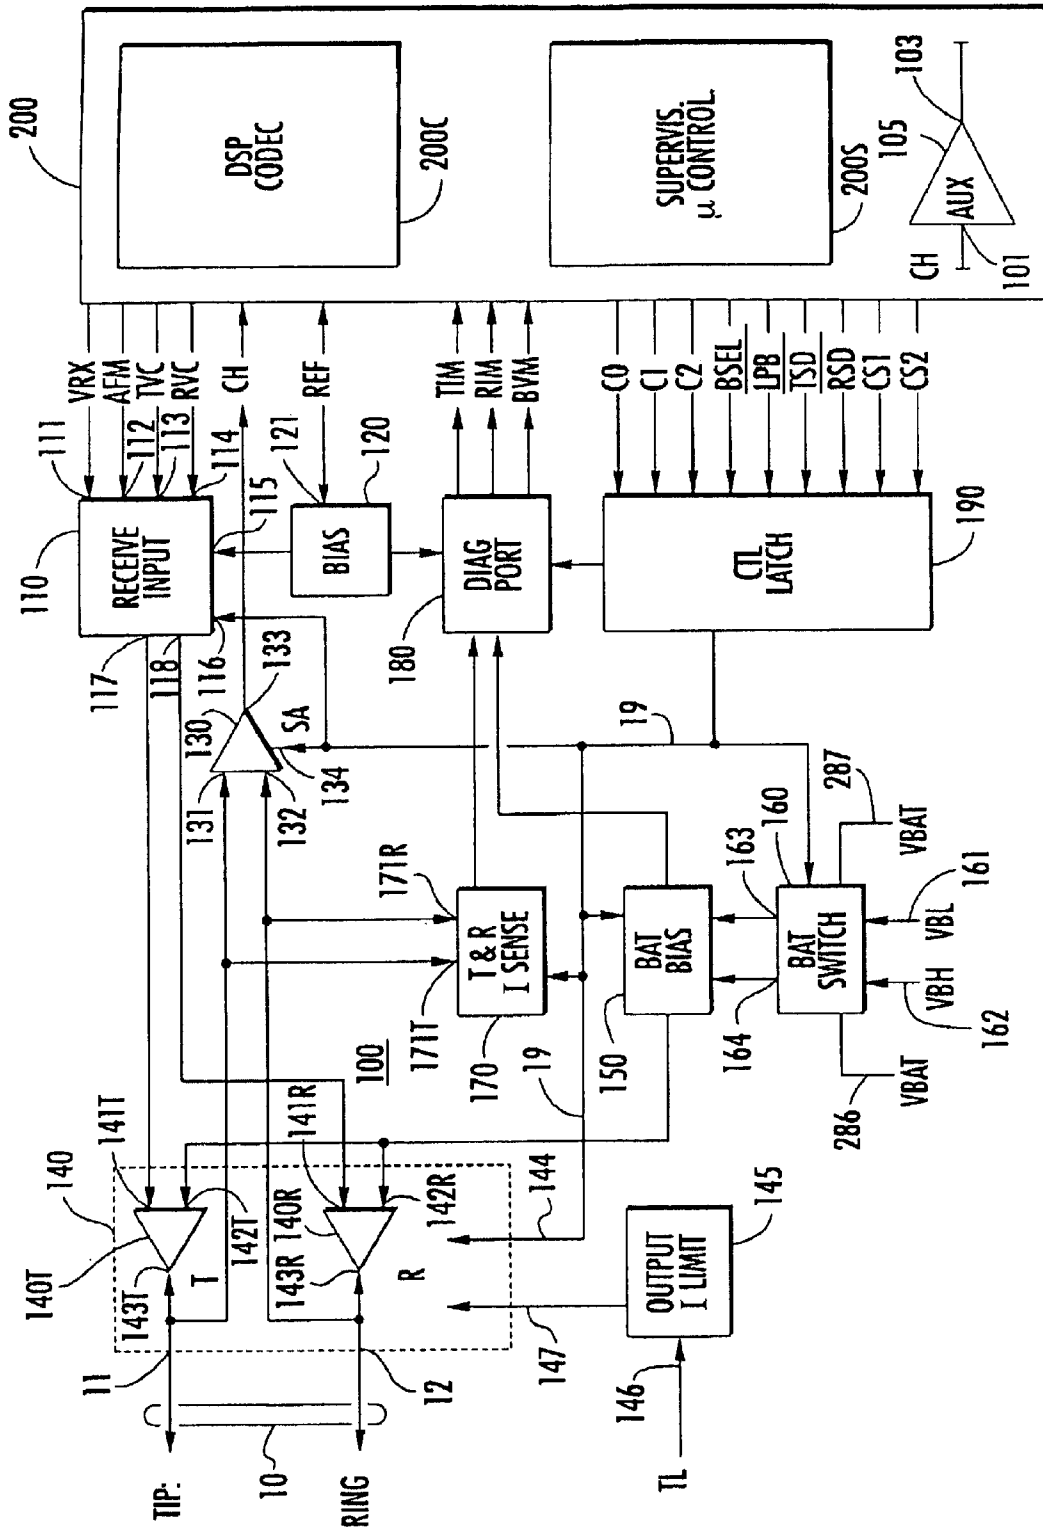 200
DSP
CODEC
200C
SUPERVIS.
μ CONTROL.
200S
CH
AUX
101
105
103
VRX
AFM
TVC
RVC
CH
REF
TIM
RIM
BVM
C0
C1
C2
BSEL
LPB
TSD
RSD
CS1
CS2
110
111
112
113
114
115
116
117
118
RECEIVE
INPUT
121
BIAS
120
DIAG
PORT
180
CTL
LATCH
190
130
131
132
133
134
SA
19
171R
T & R
I SENSE
171T
170
100
BAT
BIAS
150
163
160
164
BAT
SWITCH
287
VBAT
161
VBL
VBH
162
VBAT
286
19
140
141T
140T
142T
143T
T
141R
140R
142R
143R
R
144
147
OUTPUT
I LIMIT
145
146
TL
11
12
10
TIP:
RING